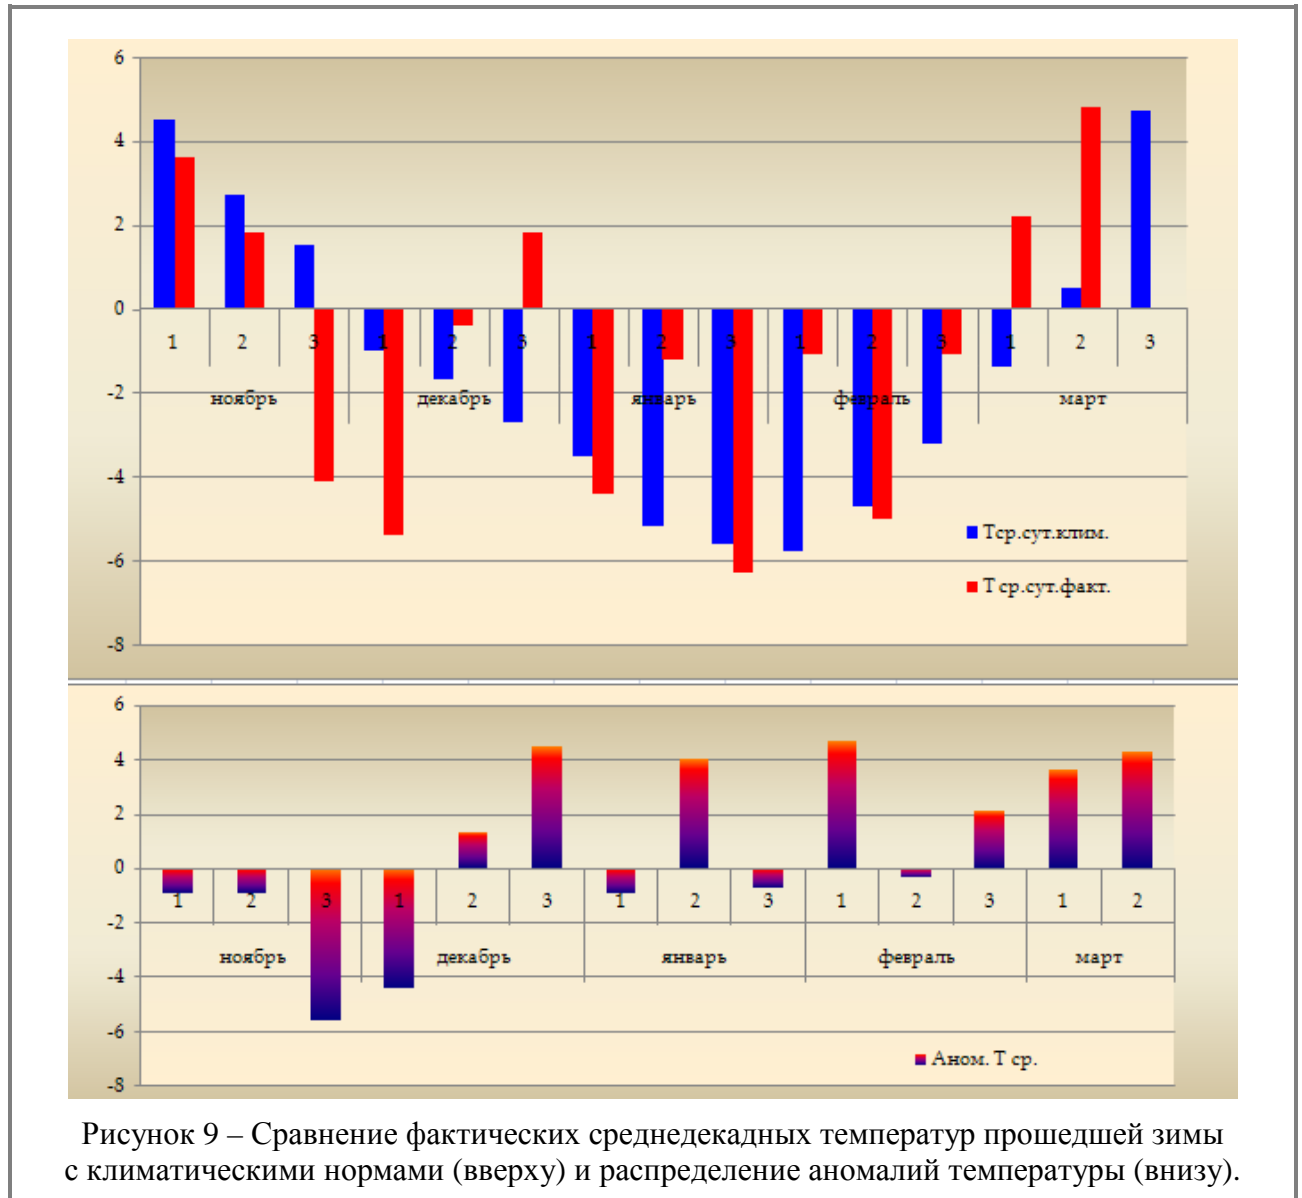 6
4
2
0
-2
-4
-6
-8
1 2 3 1 2 3 1 2 3 1 2 3 1 2 3
ноябрь декабрь январь февраль март
Тср.сут.клим.
Т ср.сут.факт.
6
4
2
0
-2
-4
-6
-8
1 2 3 1 2 3 1 2 3 1 2 3 1 2
ноябрь декабрь январь февраль март
Аном. Т ср.
Рисунок 9 – Сравнение фактических среднедекадных температур прошедшей зимы
с климатическими нормами (вверху) и распределение аномалий температуры (внизу).